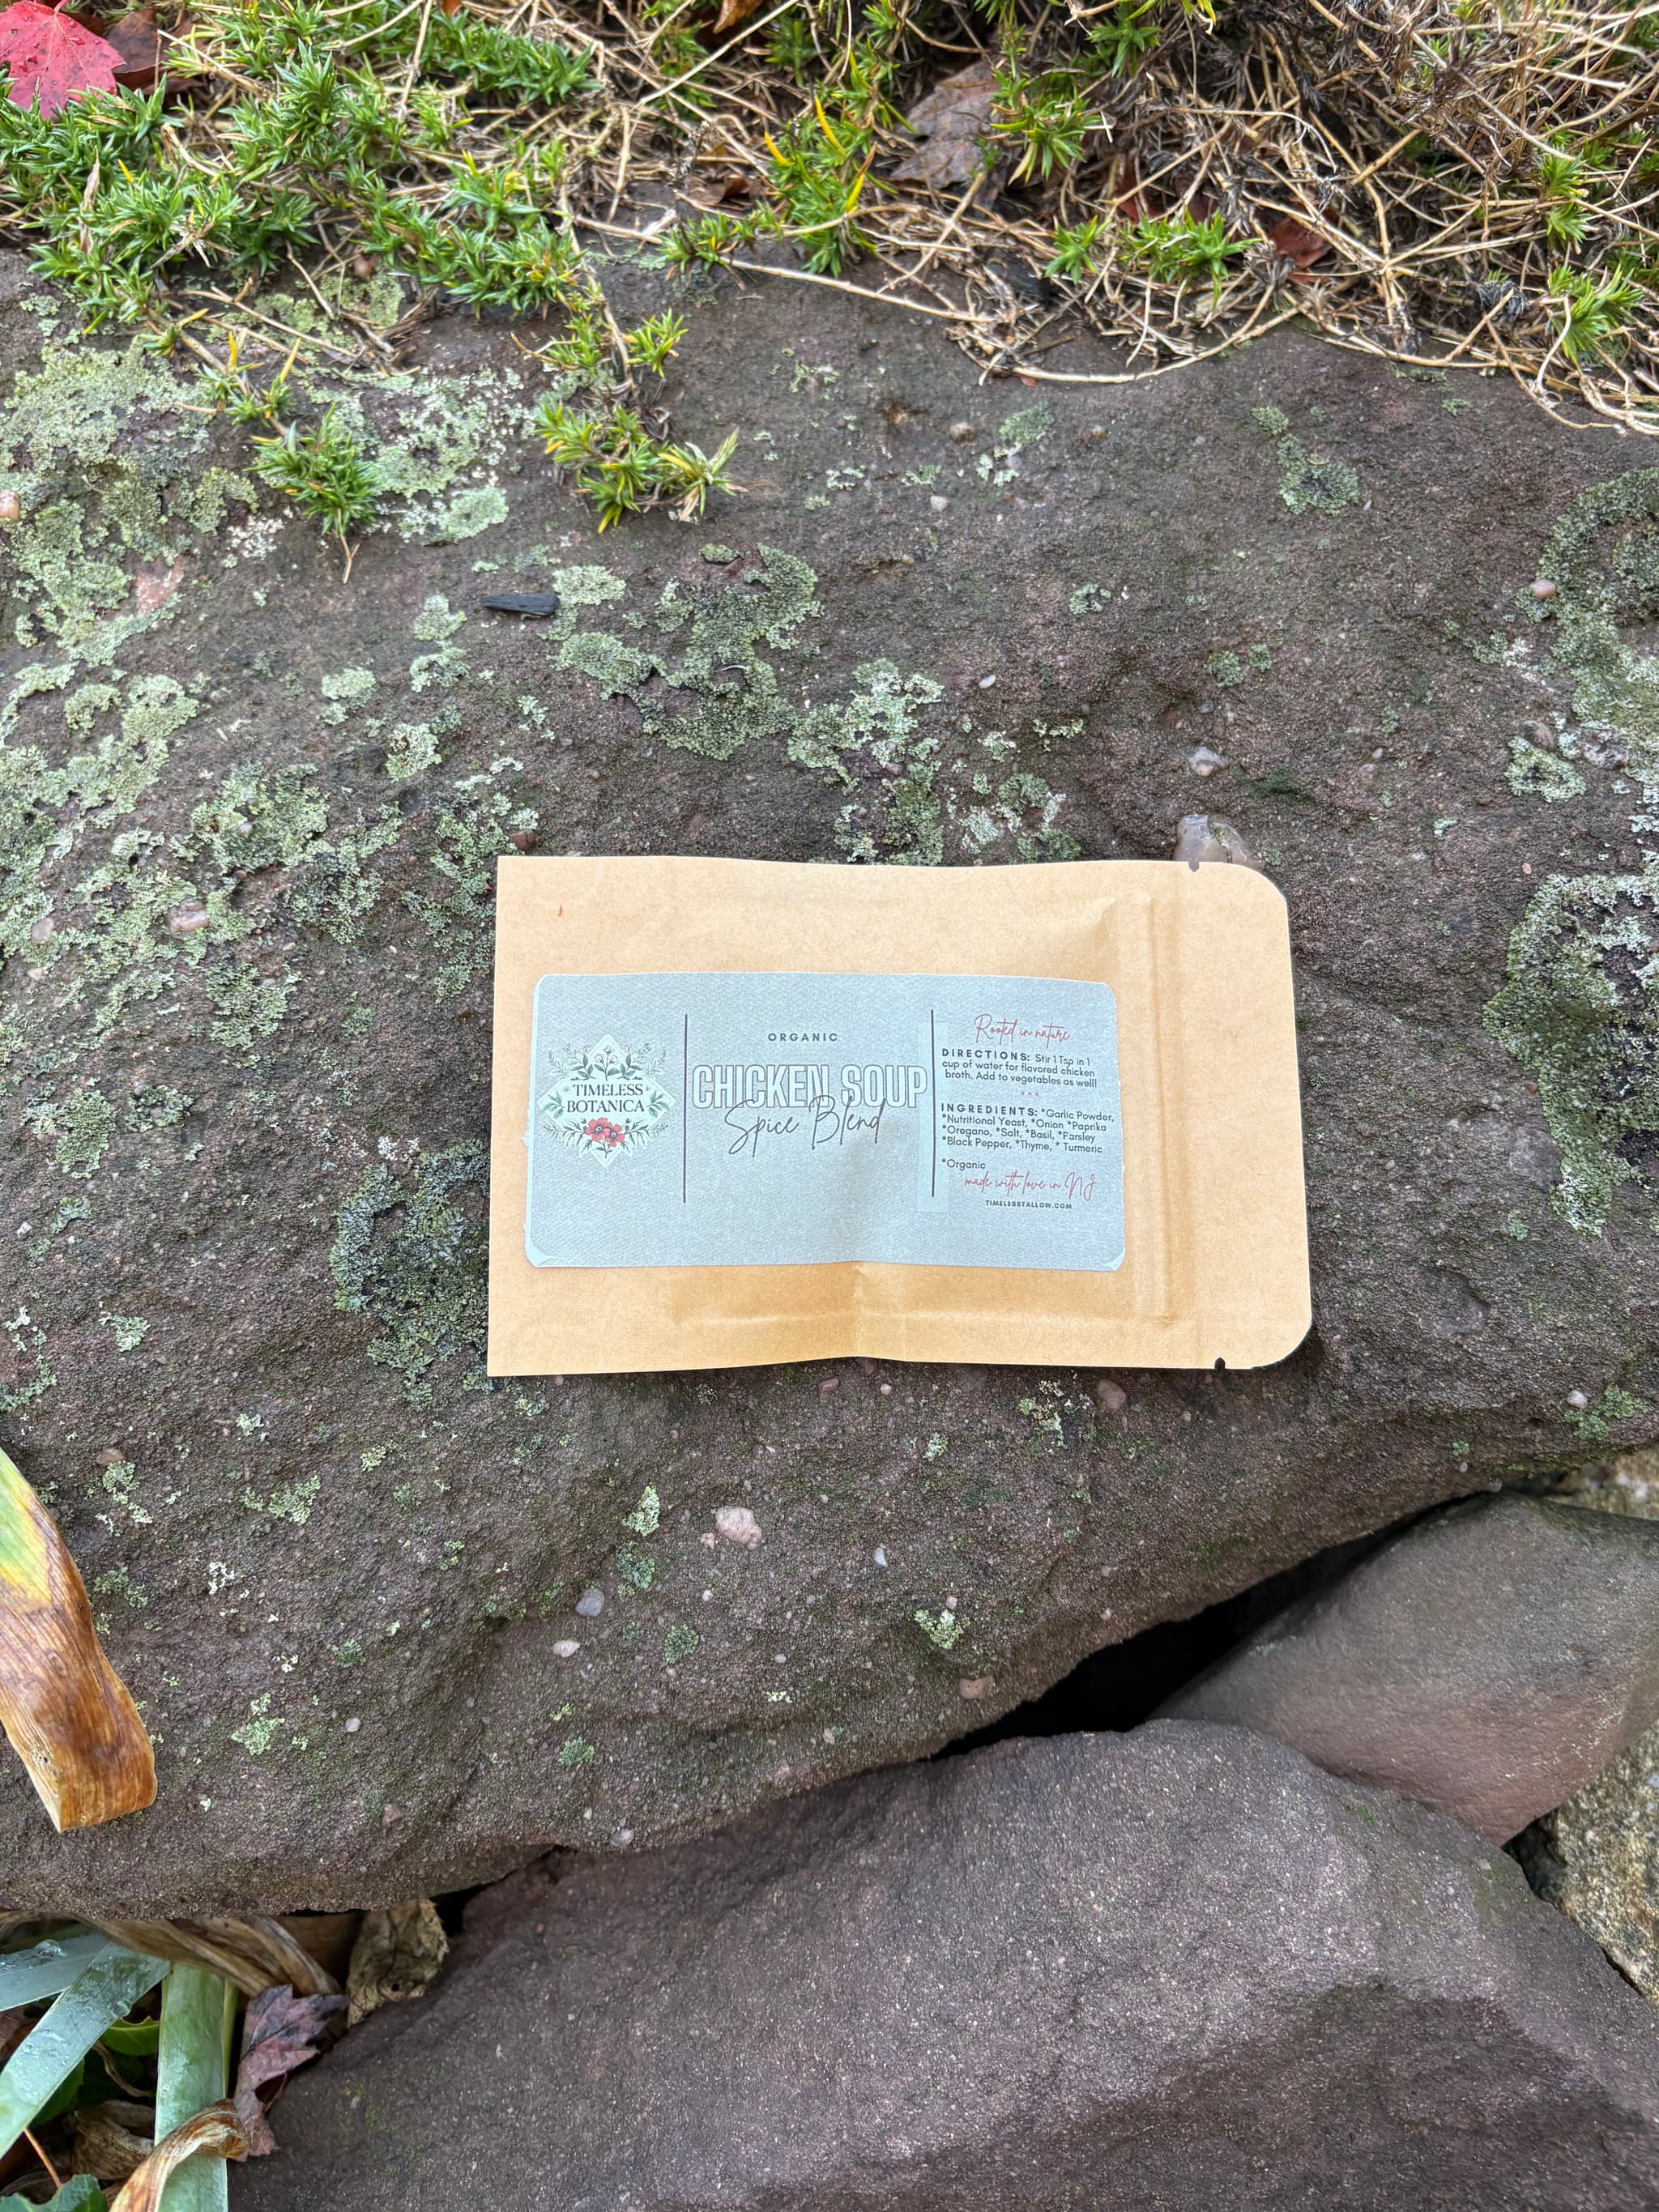 TIMELESS
BOTANICA
ORGANIC
CHICKEN SOUP
Spice Blend
Rooted in nature
DIRECTIONS: Stir 1 Tsp in 1
cup of water for flavored chicken
broth. Add to vegetables as well!
INGREDIENTS: *Garlic Powder,
*Nutritional Yeast, *Onion *Paprika
*Oregano, *Salt, *Basil, *Parsley
*Black Pepper, *Thyme, * Turmeric
*Organic
made with love in NJ
TIMELESSTALLOW.COM